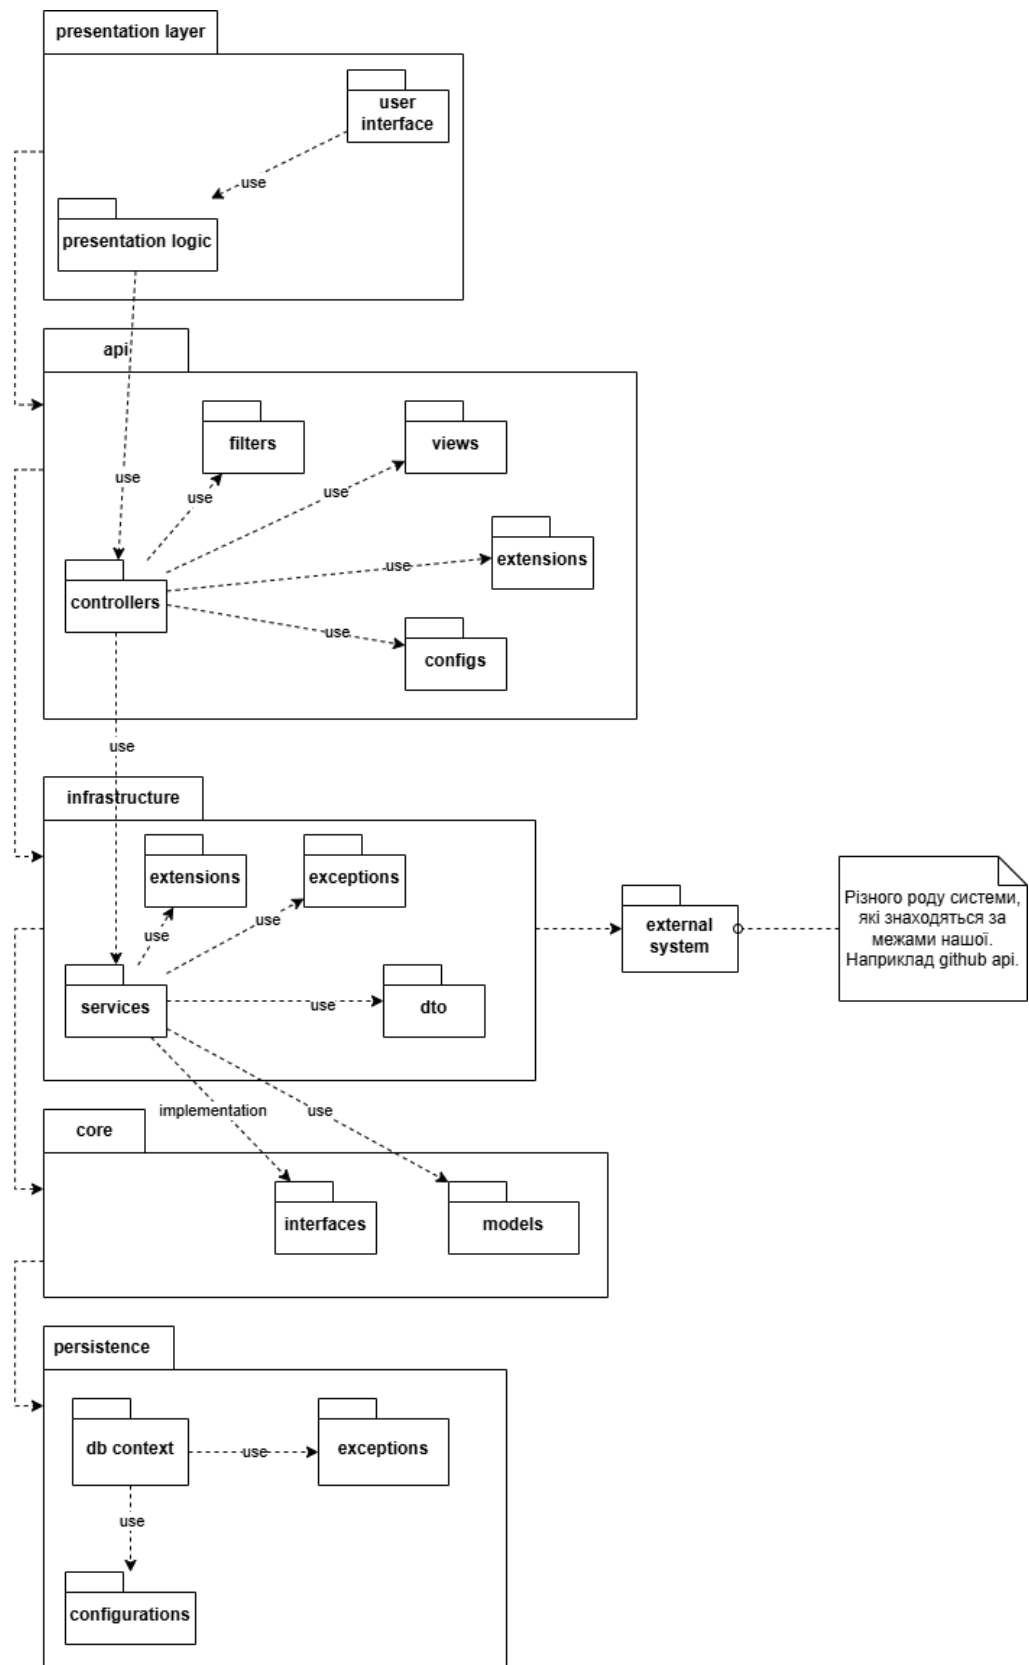 presentation layer
user
interface
use
presentation logic
api
filters
views
use
use
use
extensions
use
controllers
use
configs
use
infrastructure
extensions
exceptions
use
use
services
use
dto
external
system
Різного роду системи,
які знаходяться за
межами нашої.
Наприклад github api.
implementation
use
core
interfaces
models
persistence
db context
use
exceptions
use
configurations